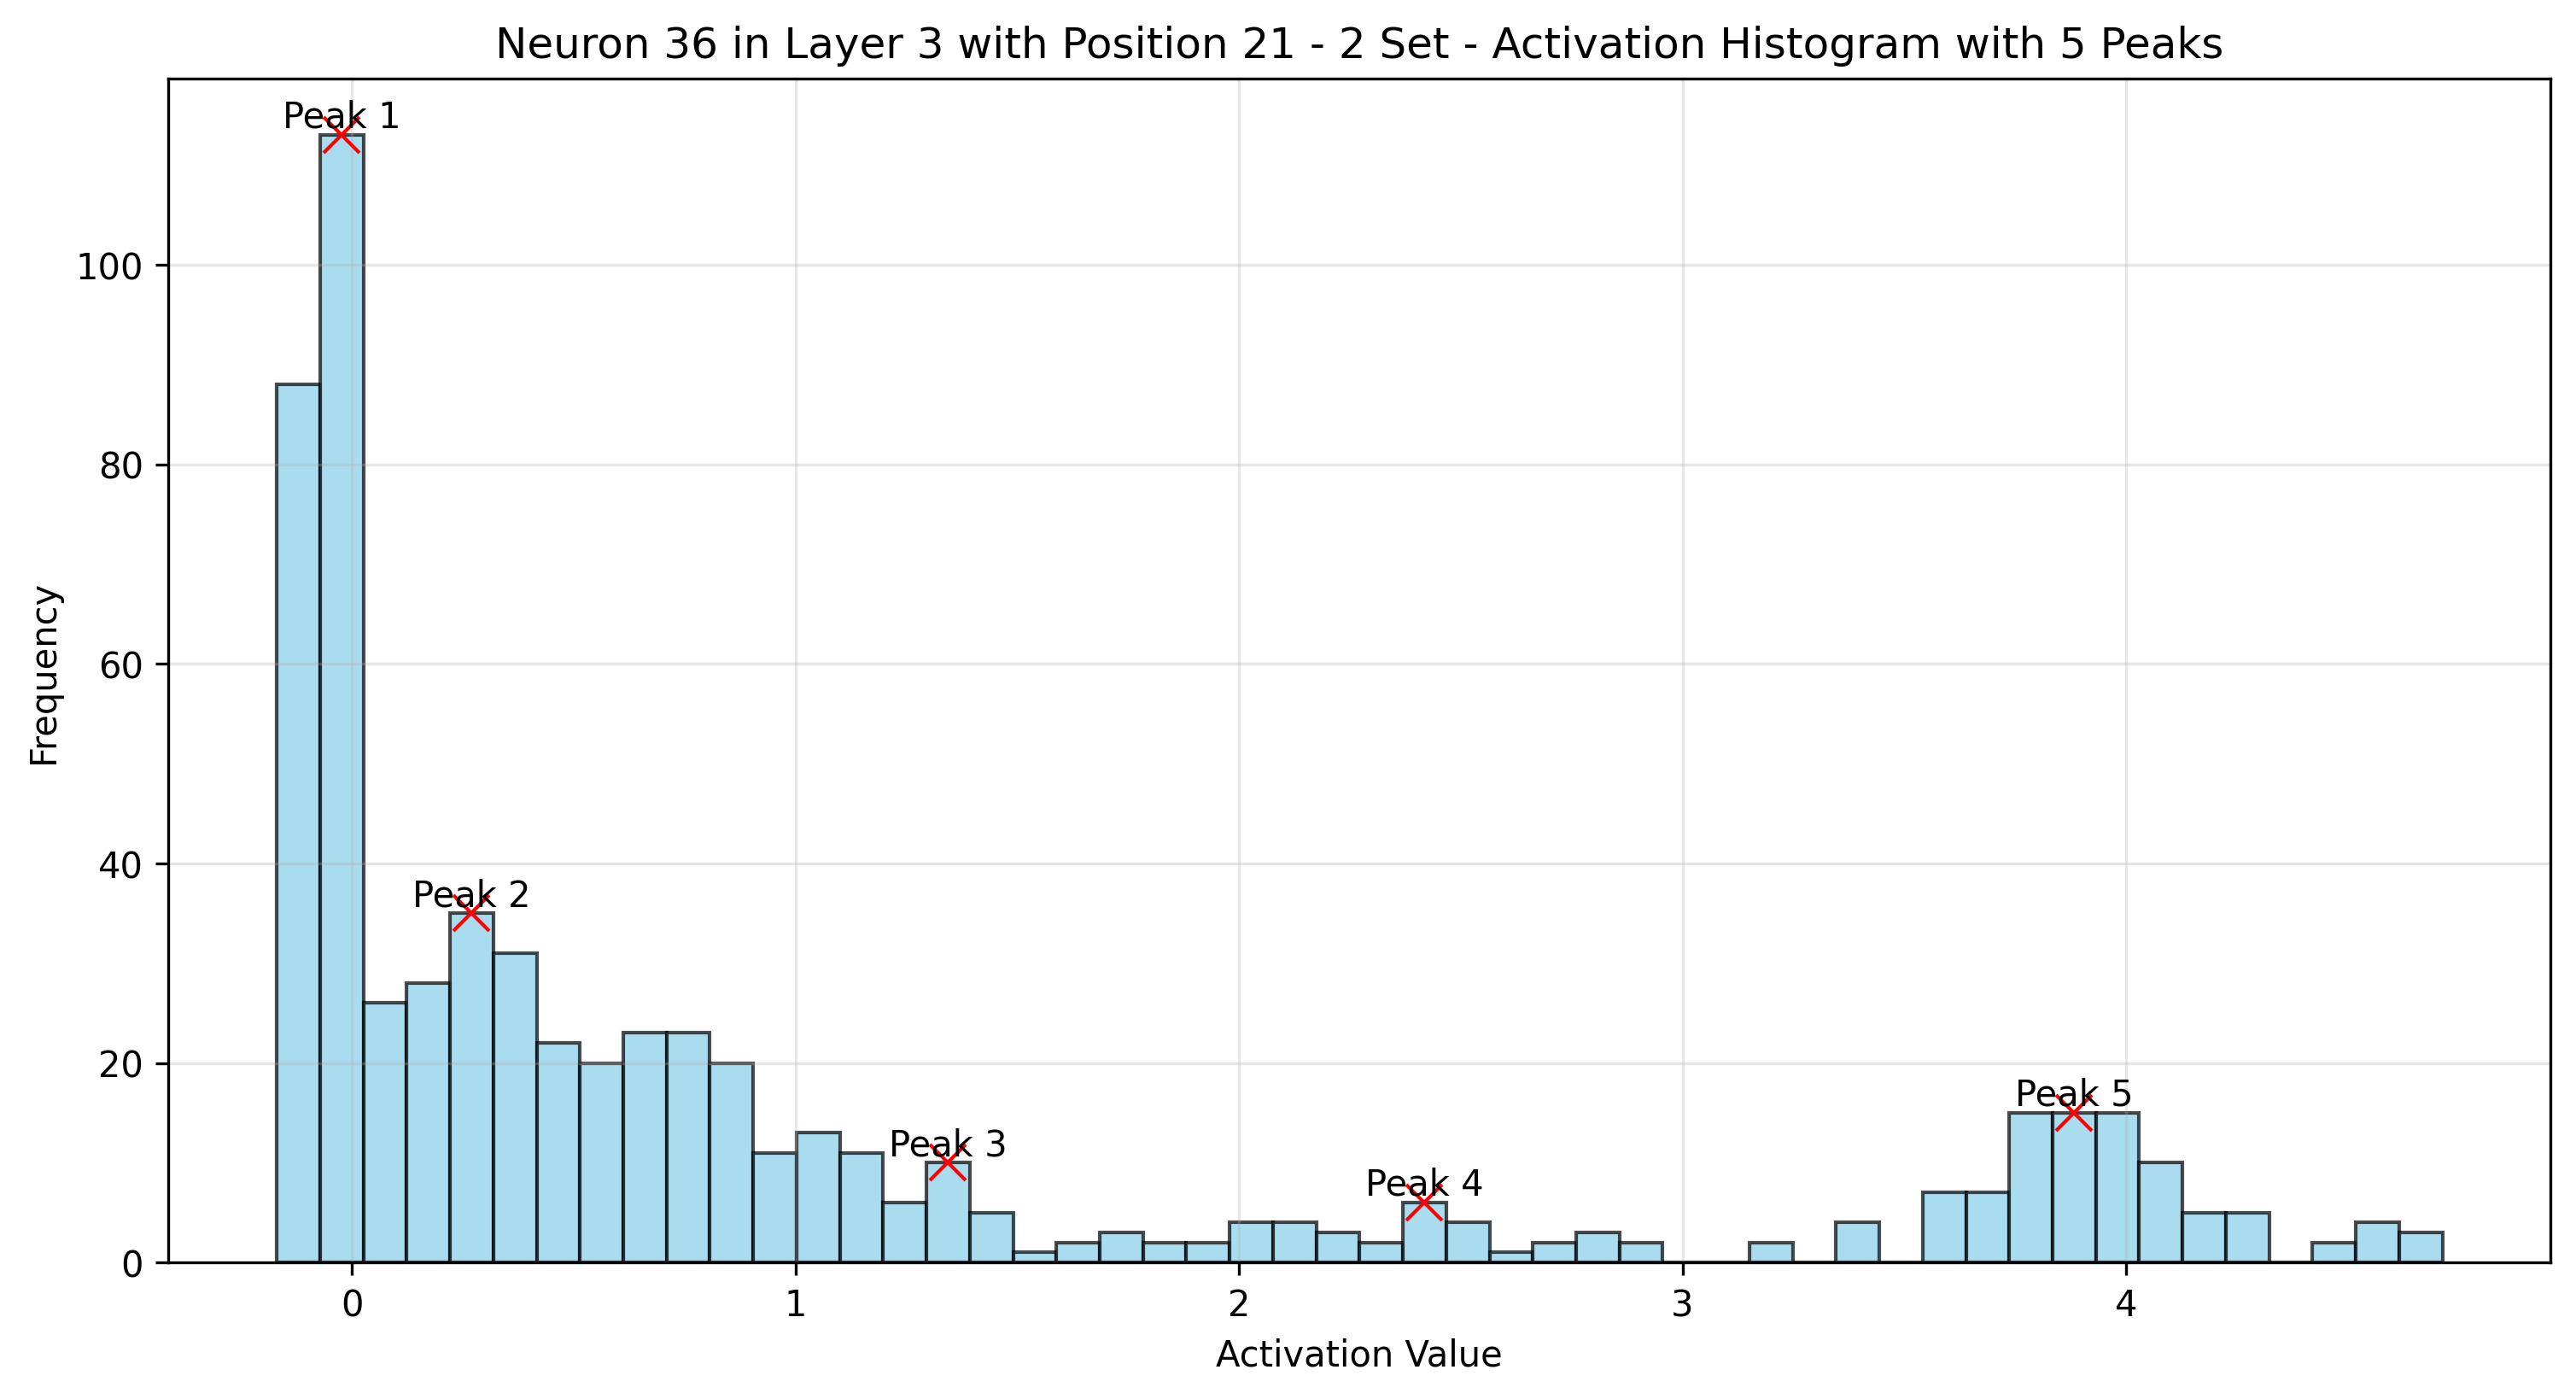 Neuron 36 in Layer 3 with Position 21 - 2 Set - Activation Histogram with 5 Peaks
Peak 1
100
80
Frequency
60
40
Peak 2
20
Peak 3
Peak 4
Peak 5
0
0 1 2 3 4
Activation Value